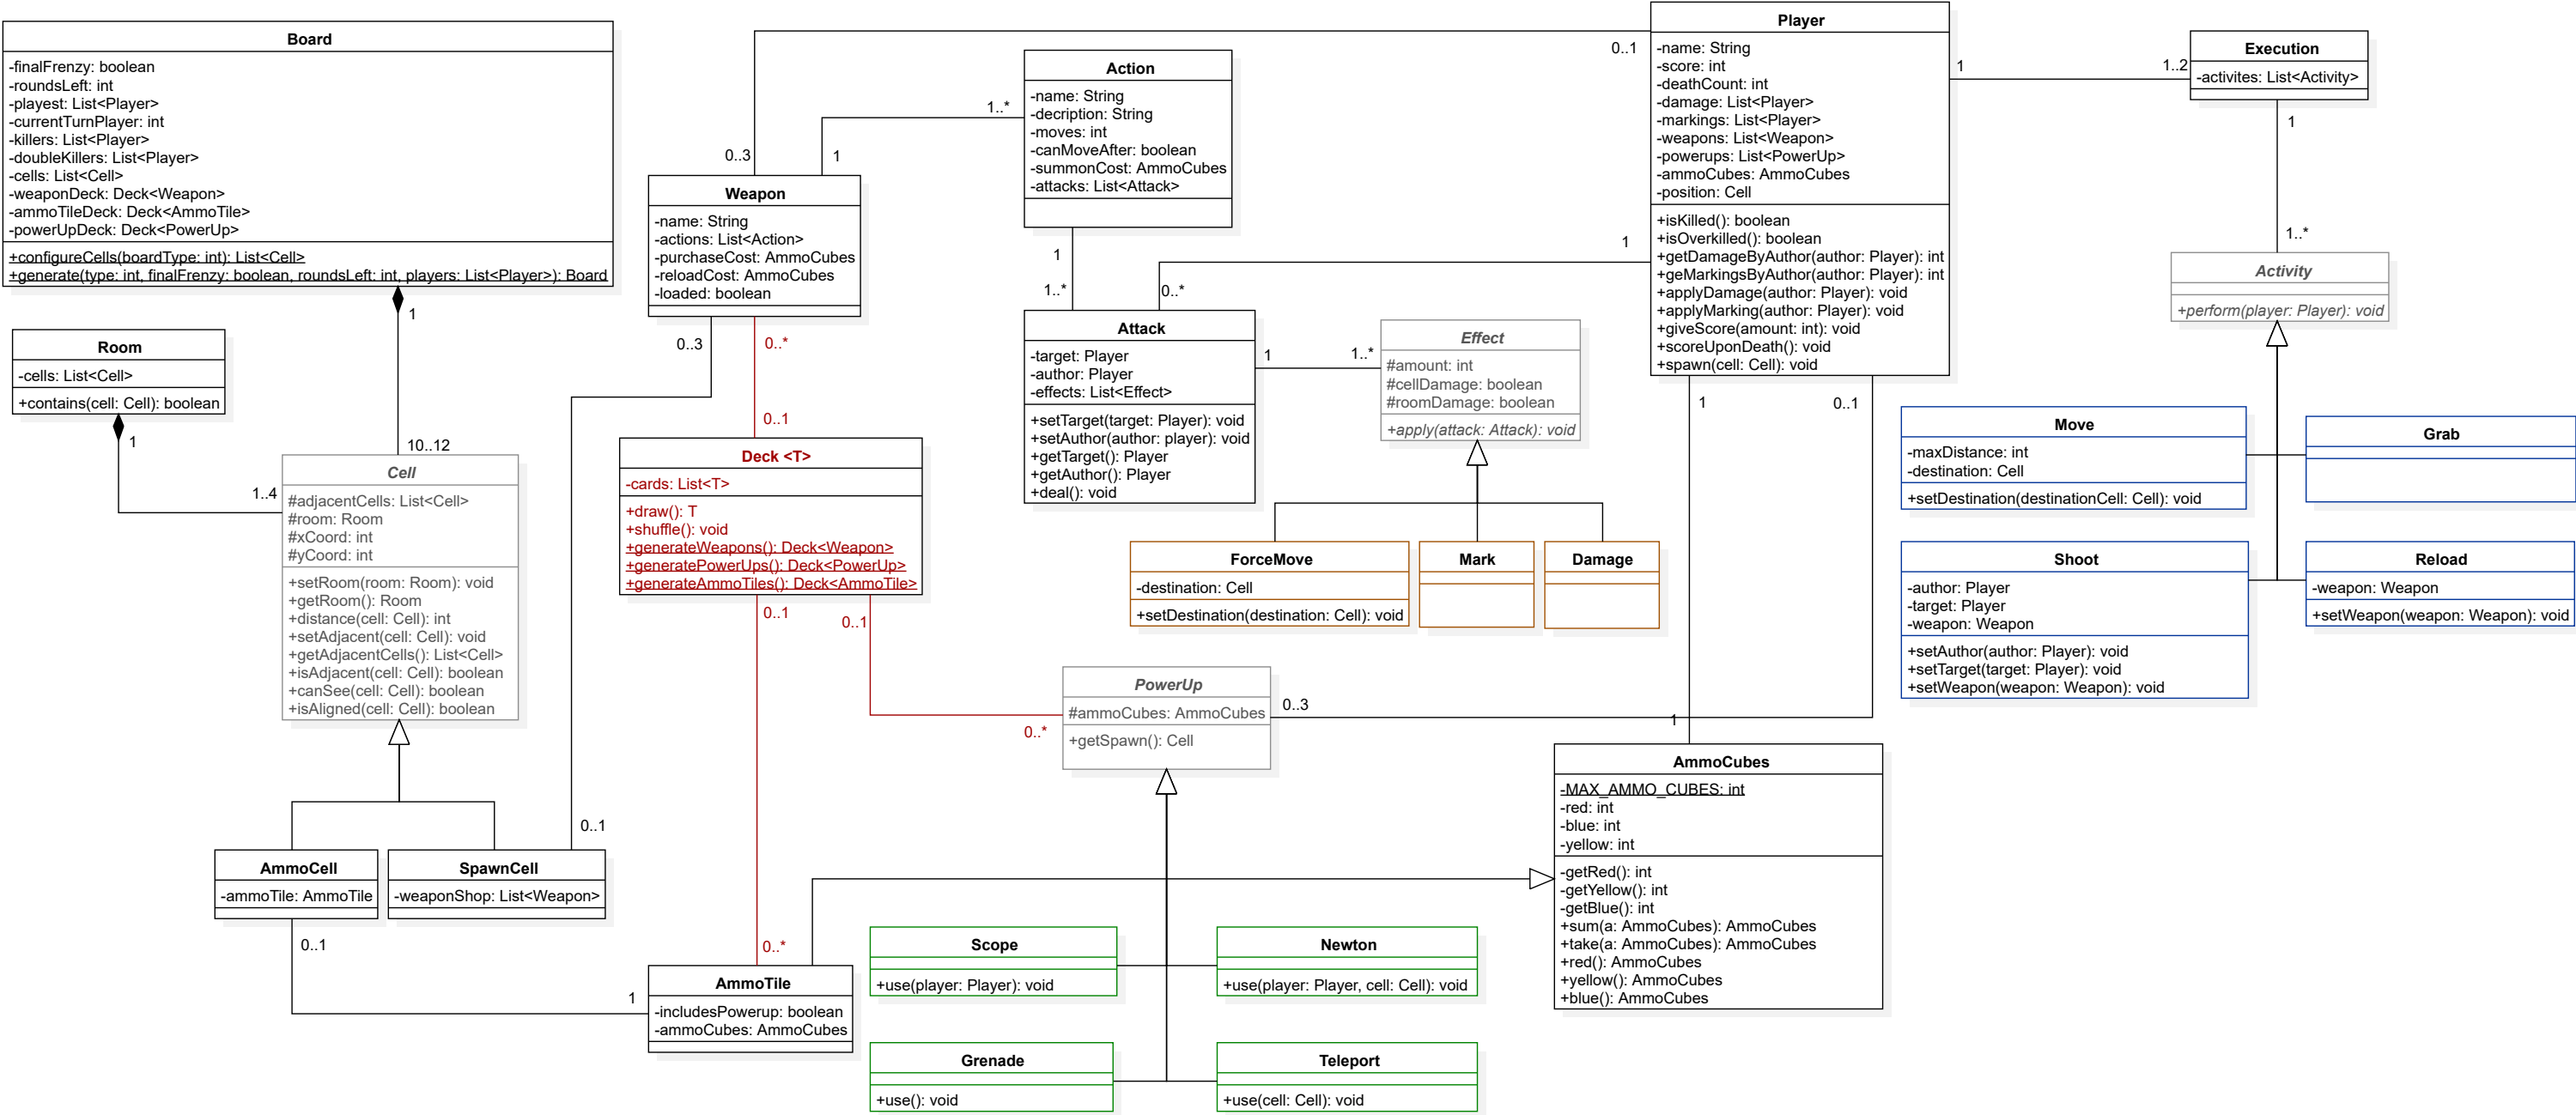 Board
-finalFrenzy: boolean
-roundsLeft: int
-playest: List<Player>
-currentTurnPlayer: int
-killers: List<Player>
-doubleKillers: List<Player>
-cells: List<Cell>
-weaponDeck: Deck<Weapon>
-ammoTileDeck: Deck<AmmoTile>
-powerUpDeck: Deck<PowerUp>
+configureCells(boardType: int): List<Cell>
+generate(type: int, finalFrenzy: boolean, roundsLeft: int, players: List<Player>): Board
1
10..12
Room
-cells: List<Cell>
+contains(cell: Cell): boolean
1
1..4
Cell
#adjacentCells: List<Cell>
#room: Room
#xCoord: int
#yCoord: int
+setRoom(room: Room): void
+getRoom(): Room
+distance(cell: Cell): int
+setAdjacent(cell: Cell): void
+getAdjacentCells(): List<Cell>
+isAdjacent(cell: Cell): boolean
+canSee(cell: Cell): boolean
+isAligned(cell: Cell): boolean
AmmoCell
-ammoTile: AmmoTile
0..1
1
SpawnCell
-weaponShop: List<Weapon>
0..1
0..3
Weapon
-name: String
-actions: List<Action>
-purchaseCost: AmmoCubes
-reloadCost: AmmoCubes
-loaded: boolean
0..3
0..1
1
1..*
0..*
0..1
Deck <T>
-cards: List<T>
+draw(): T
+shuffle(): void
+generateWeapons(): Deck<Weapon>
+generatePowerUps(): Deck<PowerUp>
+generateAmmoTiles(): Deck<AmmoTile>
0..1
0..1
0..*
0..*
AmmoTile
-includesPowerup: boolean
-ammoCubes: AmmoCubes
Action
-name: String
-decription: String
-moves: int
-canMoveAfter: boolean
-summonCost: AmmoCubes
-attacks: List<Attack>
1
1..*
0..*
1
Attack
-target: Player
-author: Player
-effects: List<Effect>
+setTarget(target: Player): void
+setAuthor(author: player): void
+getTarget(): Player
+getAuthor(): Player
+deal(): void
1
1..*
Effect
#amount: int
#cellDamage: boolean
#roomDamage: boolean
+apply(attack: Attack): void
ForceMove
-destination: Cell
+setDestination(destination: Cell): void
Mark
Damage
PowerUp
#ammoCubes: AmmoCubes
+getSpawn(): Cell
0..3
0..1
Scope
+use(player: Player): void
Newton
+use(player: Player, cell: Cell): void
Grenade
+use(): void
Teleport
+use(cell: Cell): void
Player
-name: String
-score: int
-deathCount: int
-damage: List<Player>
-markings: List<Player>
-weapons: List<Weapon>
-powerups: List<PowerUp>
-ammoCubes: AmmoCubes
-position: Cell
+isKilled(): boolean
+isOverkilled(): boolean
+getDamageByAuthor(author: Player): int
+geMarkingsByAuthor(author: Player): int
+applyDamage(author: Player): void
+applyMarking(author: Player): void
+giveScore(amount: int): void
+scoreUponDeath(): void
+spawn(cell: Cell): void
1
1
AmmoCubes
-MAX_AMMO_CUBES: int
-red: int
-blue: int
-yellow: int
-getRed(): int
-getYellow(): int
-getBlue(): int
+sum(a: AmmoCubes): AmmoCubes
+take(a: AmmoCubes): AmmoCubes
+red(): AmmoCubes
+yellow(): AmmoCubes
+blue(): AmmoCubes
1
1..2
Execution
-activites: List<Activity>
1
1..*
Activity
+perform(player: Player): void
Move
-maxDistance: int
-destination: Cell
+setDestination(destinationCell: Cell): void
Grab
Shoot
-author: Player
-target: Player
-weapon: Weapon
+setAuthor(author: Player): void
+setTarget(target: Player): void
+setWeapon(weapon: Weapon): void
Reload
-weapon: Weapon
+setWeapon(weapon: Weapon): void